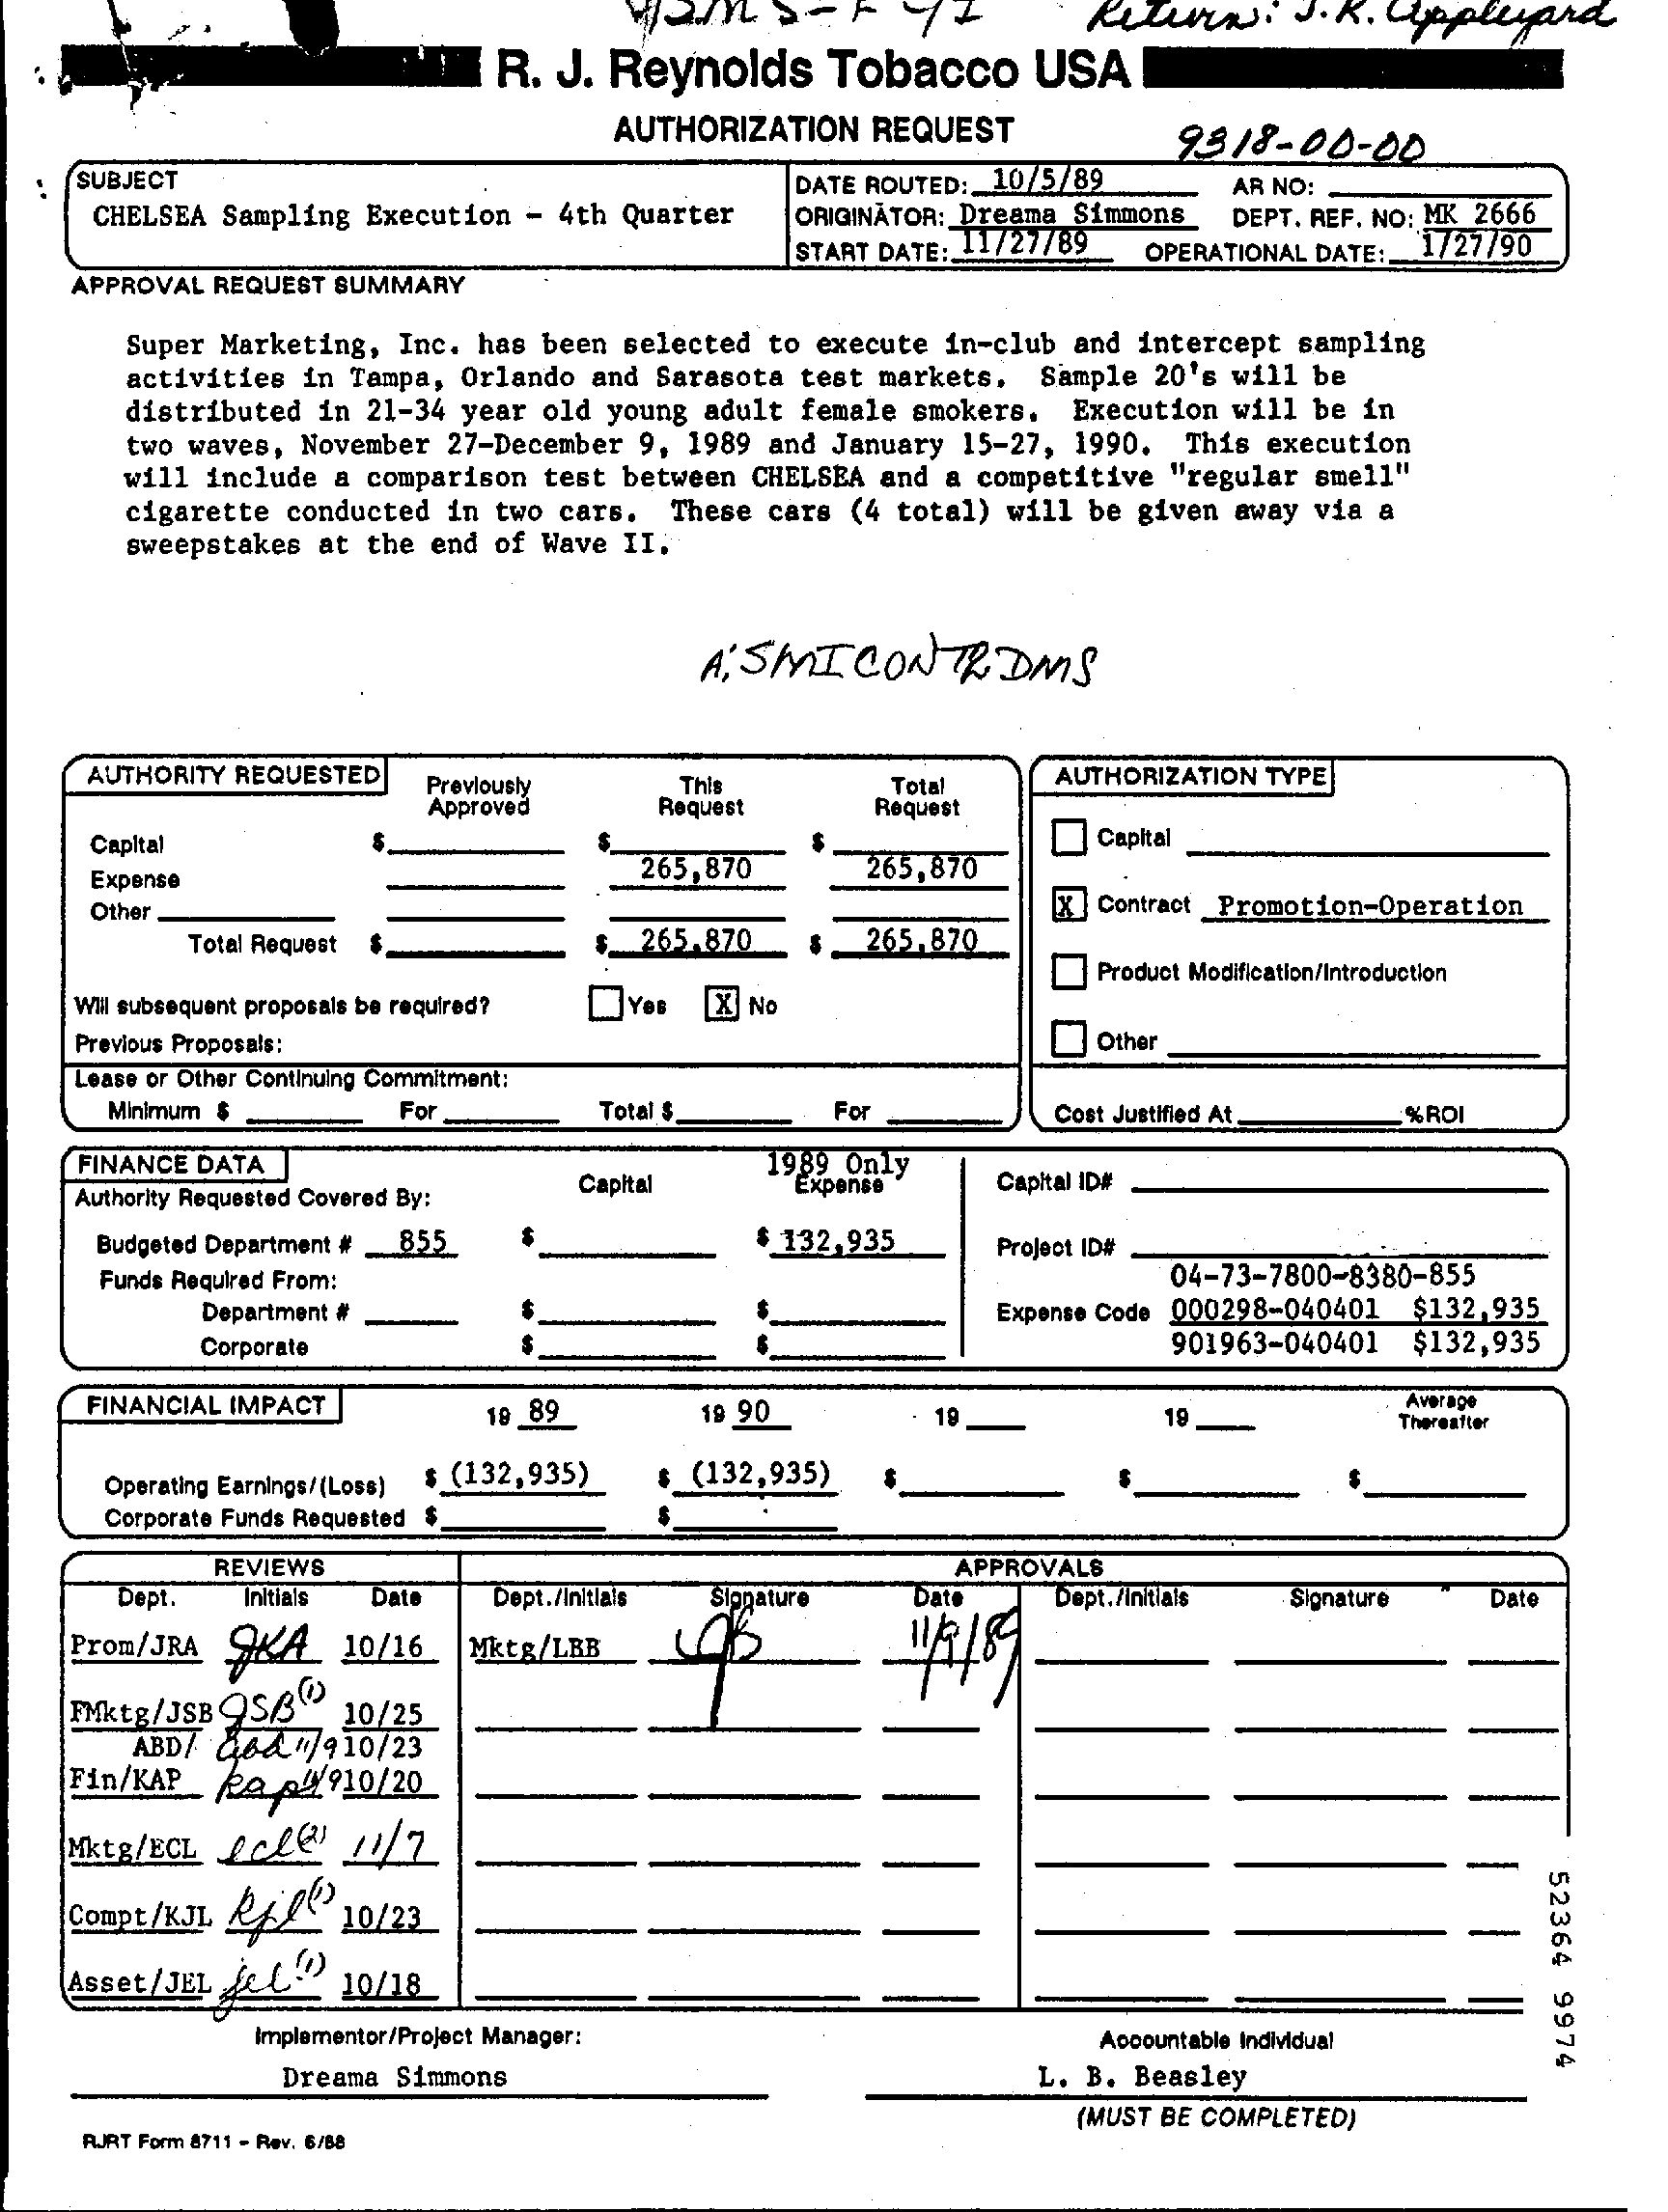 Return: J.K. Appleyard
R. J. Reynolds Tobacco USA
AUTHORIZATION REQUEST
9318-00-00
SUBJECT
CHELSEA Sampling Execution - 4th Quarter
DATE ROUTED: 10/5/89 AR NO:
ORIGINATOR: Dreama Simmons DEPT. REF. NO: MK 2666
START DATE: 11/27/89 OPERATIONAL DATE: 1/27/90
APPROVAL REQUEST SUMMARY
Super Marketing, Inc. has been selected to execute in-club and intercept sampling
activities in Tampa, Orlando and Sarasota test markets. Sample 20's will be
distributed in 21-34 year old young adult female smokers. Execution will be in
two waves, November 27-December 9, 1989 and January 15-27, 1990. This execution
will include a comparison test between CHELSEA and a competitive "regular smell"
cigarette conducted in two cars. These cars (4 total) will be given away via a
sweepstakes at the end of Wave II.
A:SMICONTRDMS
AUTHORITY REQUESTED
Previously Approved This Request Total Request
Capital $ $ $
Expense 265,870 265,870
Other
Total Request $ $ 265,870 $ 265,870
Will subsequent proposals be required? Yes X No
Previous Proposals:
Lease or Other Continuing Commitment:
Minimum $ For Total $ For
AUTHORIZATION TYPE
Capital
X Contract Promotion-Operation
Product Modification/Introduction
Other
Cost Justified At %ROI
FINANCE DATA
Authority Requested Covered By: Capital 1989 Only Expense
Budgeted Department # 855 $ $ 132,935
Funds Required From:
Department # $ $
Corporate $ $
Capital ID#
Project ID#
04-73-7800-8380-855
Expense Code 000298-040401 $132,935
901963-040401 $132,935
FINANCIAL IMPACT
19 89 19 90 19 19 Average Thereafter
Operating Earnings/(Loss) $ (132,935) $ (132,935) $ $ $
Corporate Funds Requested $ $
REVIEWS APPROVALS
Dept. Initials Date Dept./Initials Signature Date Dept./Initials Signature Date
Prom/JRA JKA 10/16 Mktg/LBB 11/9/89
FMktg/JSB JSB(1) 10/25
ABD/ abd 11/9 10/23
Fin/KAP kap 11/9 10/20
Mktg/ECL ecl(2) 11/7
Compt/KJL kjl(1) 10/23
Asset/JEL jel(1) 10/18
Implementor/Project Manager: Accountable Individual
Dreama Simmons L. B. Beasley
(MUST BE COMPLETED)
RJRT Form 8711 - Rev. 6/88
52364 9974